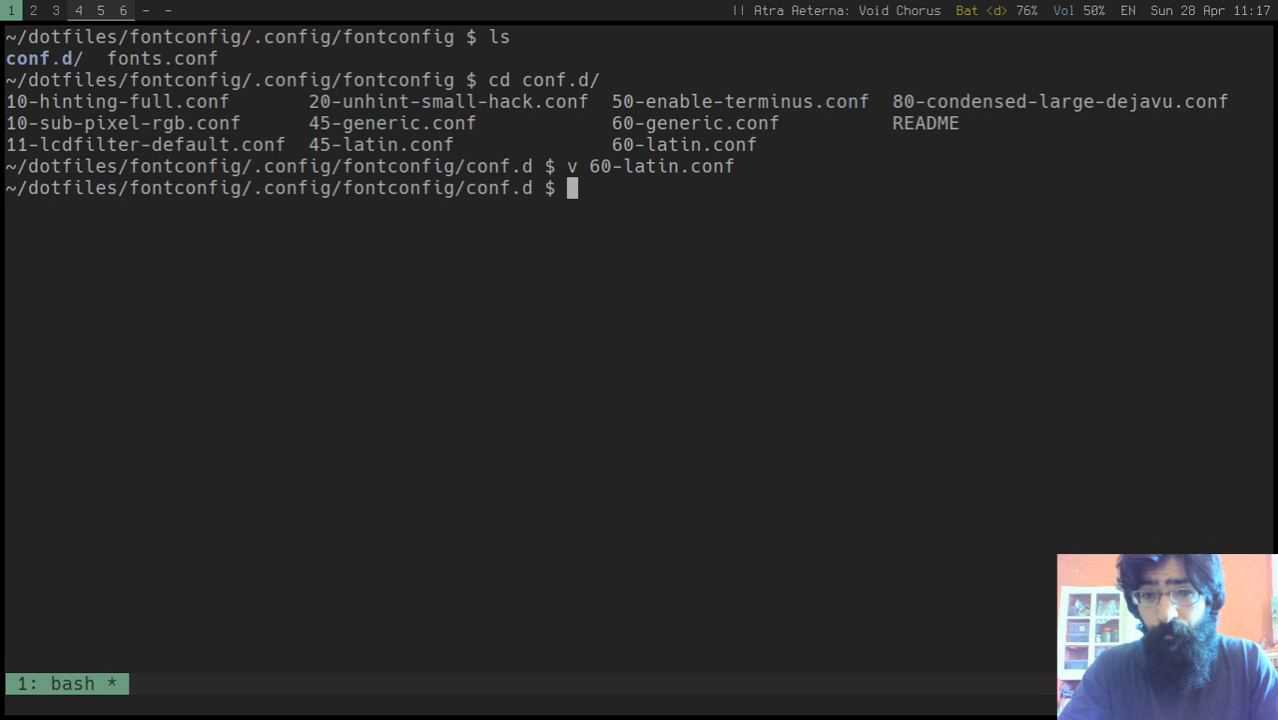 1 2 3 4 5 6 - - || Atra Aeterna: Void Chorus Bat <d> 76% Vol 50% EN Sun 28 Apr 11:17
~/dotfiles/fontconfig/.config/fontconfig $ ls
conf.d/ fonts.conf
~/dotfiles/fontconfig/.config/fontconfig $ cd conf.d/
10-hinting-full.conf 20-unhint-small-hack.conf 50-enable-terminus.conf 80-condensed-large-dejavu.conf
10-sub-pixel-rgb.conf 45-generic.conf 60-generic.conf README
11-lcdfilter-default.conf 45-latin.conf 60-latin.conf
~/dotfiles/fontconfig/.config/fontconfig/conf.d $ v 60-latin.conf
~/dotfiles/fontconfig/.config/fontconfig/conf.d $
1: bash *